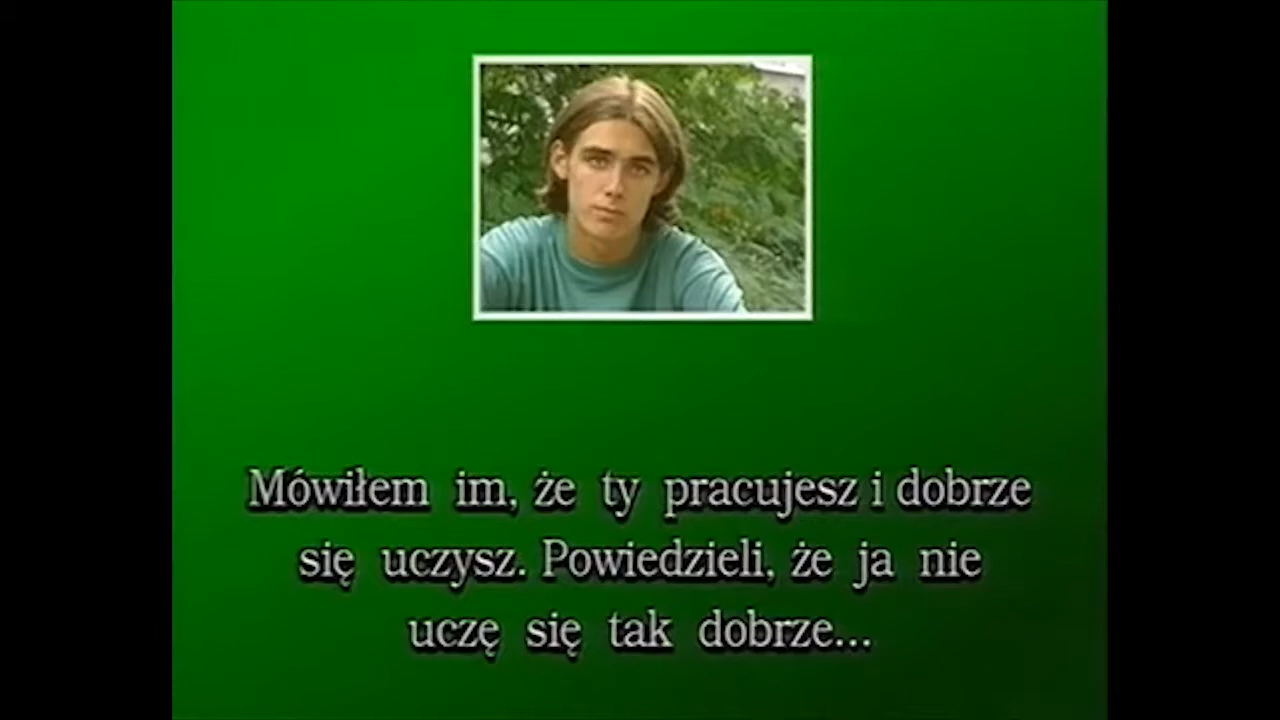 Mówiłem im, że ty pracujesz i dobrze
się uczysz. Powiedzieli, że ja nie
uczę się tak dobrze...